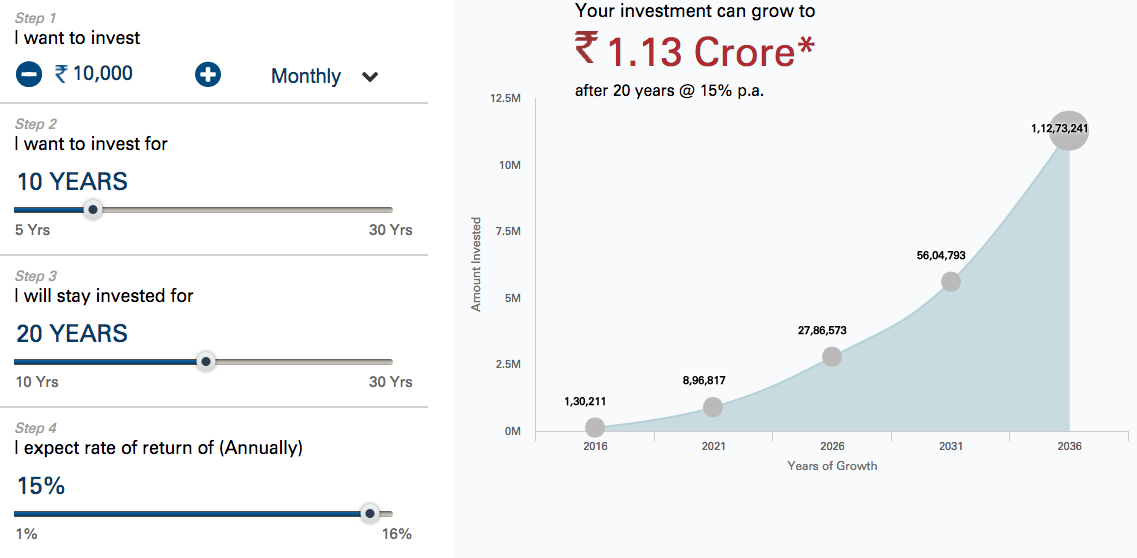 Step 1
I want to invest
₹ 10,000
Monthly
Step 2
I want to invest for
10 YEARS
5 Yrs
30 Yrs
Step 3
I will stay invested for
20 YEARS
10 Yrs
30 Yrs
Step 4
I expect rate of return of (Annually)
15%
1%
16%
Your investment can grow to
₹ 1.13 Crore*
after 20 years @ 15% p.a.
12.5M
10M
7.5M
5M
2.5M
0M
Amount Invested
1,12,73,241
56,04,793
27,86,573
8,96,817
1,30,211
2016
2021
2026
2031
2036
Years of Growth